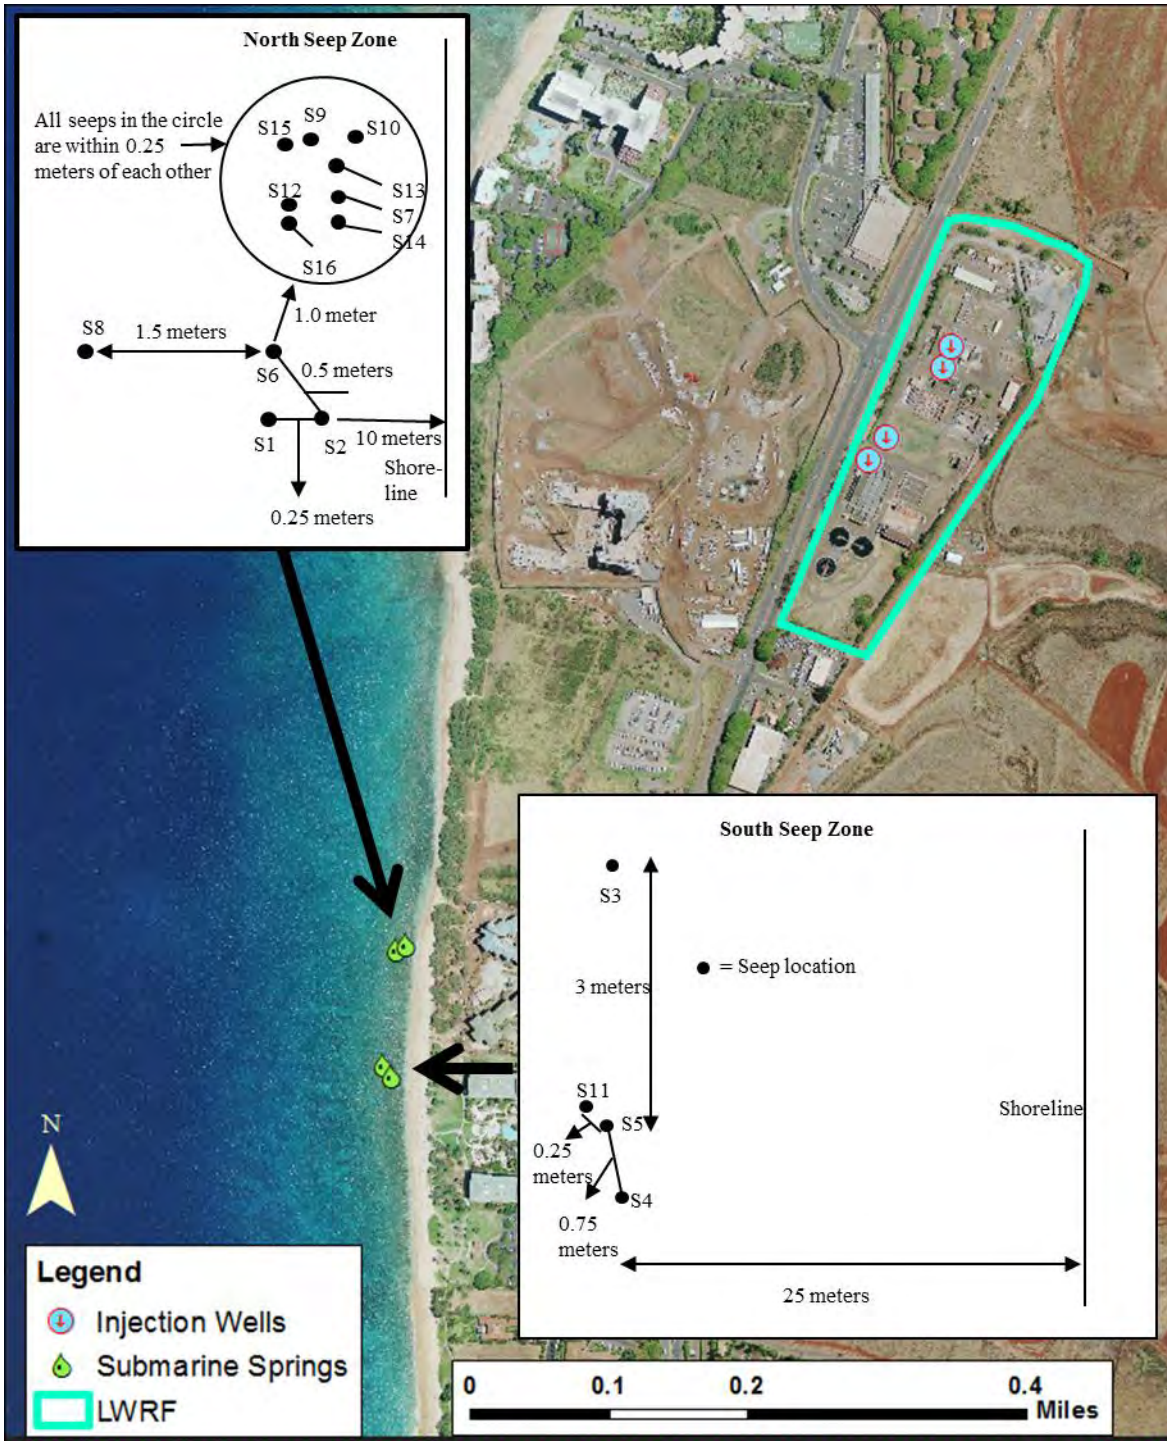 North Seep Zone
All seeps in the circle
are within 0.25
meters of each other
S15
S9
S10
S12
S13
S7
S14
S16
1.0 meter
S8
1.5 meters
S6
0.5 meters
S1
S2
10 meters
Shore-
line
0.25 meters
South Seep Zone
S3
= Seep location
3 meters
S11
S5
Shoreline
0.25
meters
S4
0.75
meters
25 meters
N
Legend
Injection Wells
Submarine Springs
LWRF
0
0.1
0.2
0.4
Miles